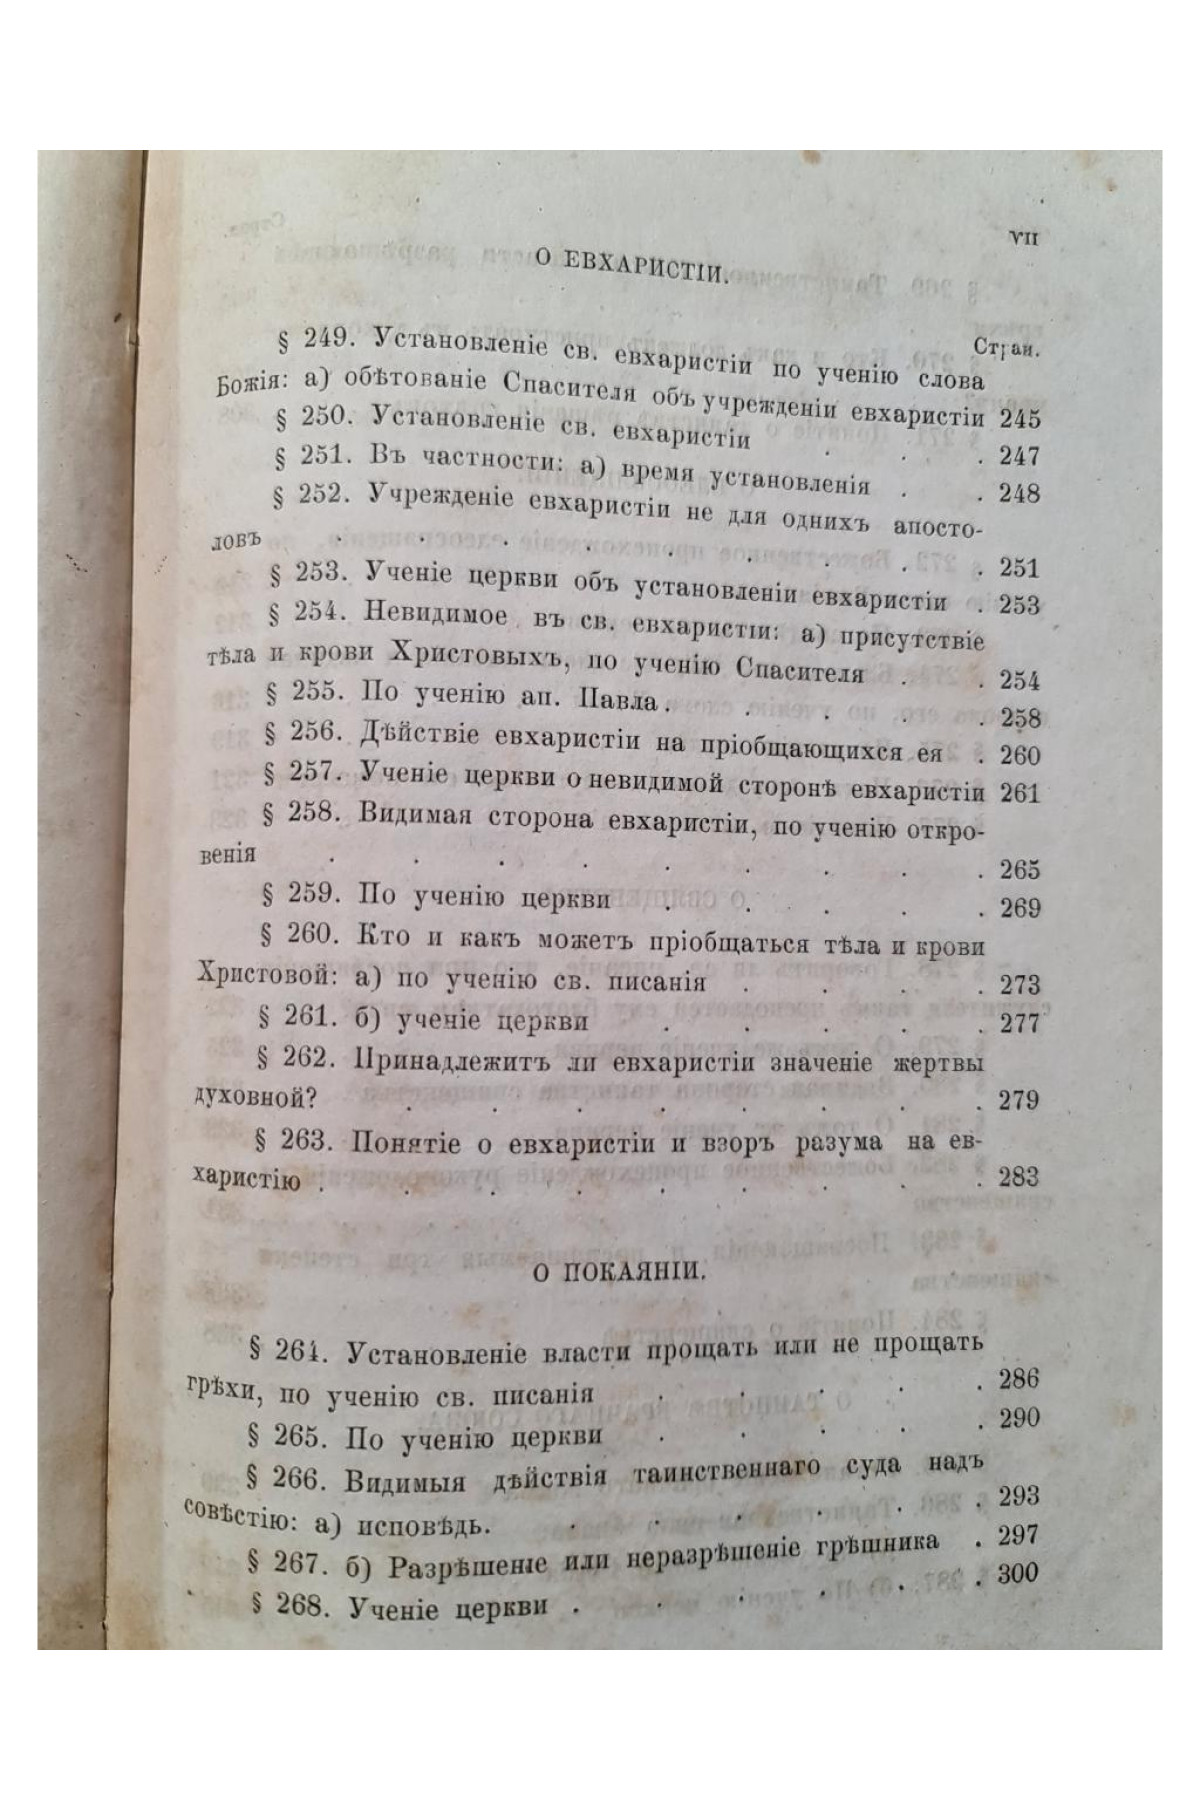 VII
О ЕВХАРИСТІИ.
Стран.
§ 249. Установленіе св. евхаристіи по ученію слова
Божія: а) обѣтованіе Спасителя объ учрежденіи евхаристіи 245
§ 250. Установленіе св. евхаристіи . . . 247
§ 251. Въ частности: а) время установленія . . 248
§ 252. Учрежденіе евхаристіи не для однихъ апосто-
ловъ . . . . . . . . . 251
§ 253. Ученіе церкви объ установленіи евхаристіи . 253
§ 254. Невидимое въ св. евхаристіи: а) присутствіе
тѣла и крови Христовыхъ, по ученію Спасителя . . 254
§ 255. По ученію ап. Павла . . . . . 258
§ 256. Дѣйствіе евхаристіи на пріобщающихся ея . 260
§ 257. Ученіе церкви о невидимой сторонѣ евхаристіи 261
§ 258. Видимая сторона евхаристіи, по ученію откро-
венія . . . . . . . . . 265
§ 259. По ученію церкви . . . . . 269
§ 260. Кто и какъ можетъ пріобщаться тѣла и крови
Христовой: а) по ученію св. писанія . . . . 273
§ 261. б) ученіе церкви . . . . . 277
§ 262. Принадлежитъ ли евхаристіи значеніе жертвы
духовной? . . . . . . . . 279
§ 263. Понятіе о евхаристіи и взоръ разума на ев-
харистію . . . . . . . . . 283
О ПОКАЯНІИ.
§ 264. Установленіе власти прощать или не прощать
грѣхи, по ученію св. писанія . . . . . 286
§ 265. По ученію церкви . . . . . 290
§ 266. Видимыя дѣйствія таинственнаго суда надъ
совѣстію: а) исповѣдь. . . . . . . 293
§ 267. б) Разрѣшеніе или неразрѣшеніе грѣшника . 297
§ 268. Ученіе церкви . . . . . . 300